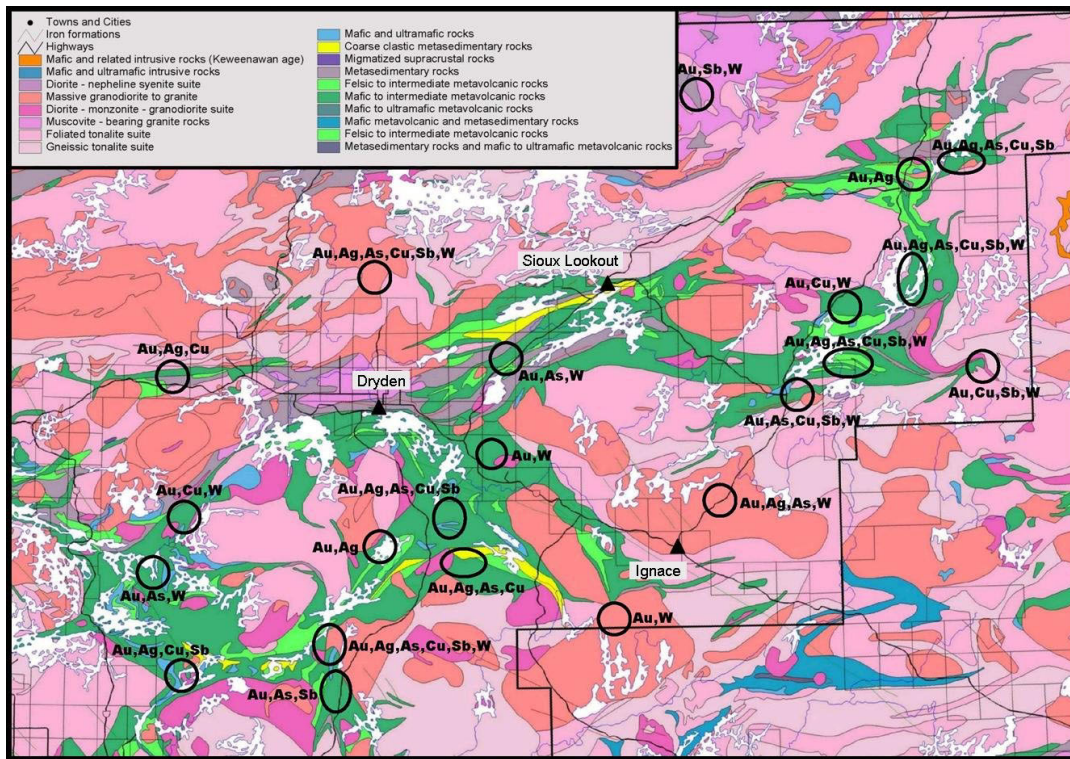 Towns and Cities
Iron formations
Highways
Mafic and related intrusive rocks (Keweenawan age)
Mafic and ultramafic intrusive rocks
Diorite - nepheline syenite suite
Massive granodiorite to granite
Diorite - monzonite - granodiorite suite
Muscovite - bearing granite rocks
Foliated tonalite suite
Gneissic tonalite suite
Mafic and ultramafic rocks
Coarse clastic metasedimentary rocks
Migmatized supracrustal rocks
Metasedimentary rocks
Felsic to intermediate metavolcanic rocks
Mafic to intermediate metavolcanic rocks
Mafic to ultramafic metavolcanic rocks
Mafic metavolcanic and metasedimentary rocks
Felsic to intermediate metavolcanic rocks
Metasedimentary rocks and mafic to ultramafic metavolcanic rocks
Au,Sb,W
Au,Ag,As,Cu,Sb
Au,Ag
Au,Ag,As,Cu,Sb,W
Au,Ag,As,Cu,Sb,W
Sioux Lookout
Au,Cu,W
Au,Ag,As,Cu,Sb,W
Au,Ag,Cu
Au,As,W
Dryden
Au,Cu,Sb,W
Au,As,Cu,Sb,W
Au,W
Au,Ag,As,Cu,Sb
Au,Cu,W
Au,Ag,As,W
Au,Ag
Ignace
Au,Ag,As,Cu
Au,As,W
Au,W
Au,Ag,As,Cu,Sb,W
Au,Ag,Cu,Sb
Au,As,Sb